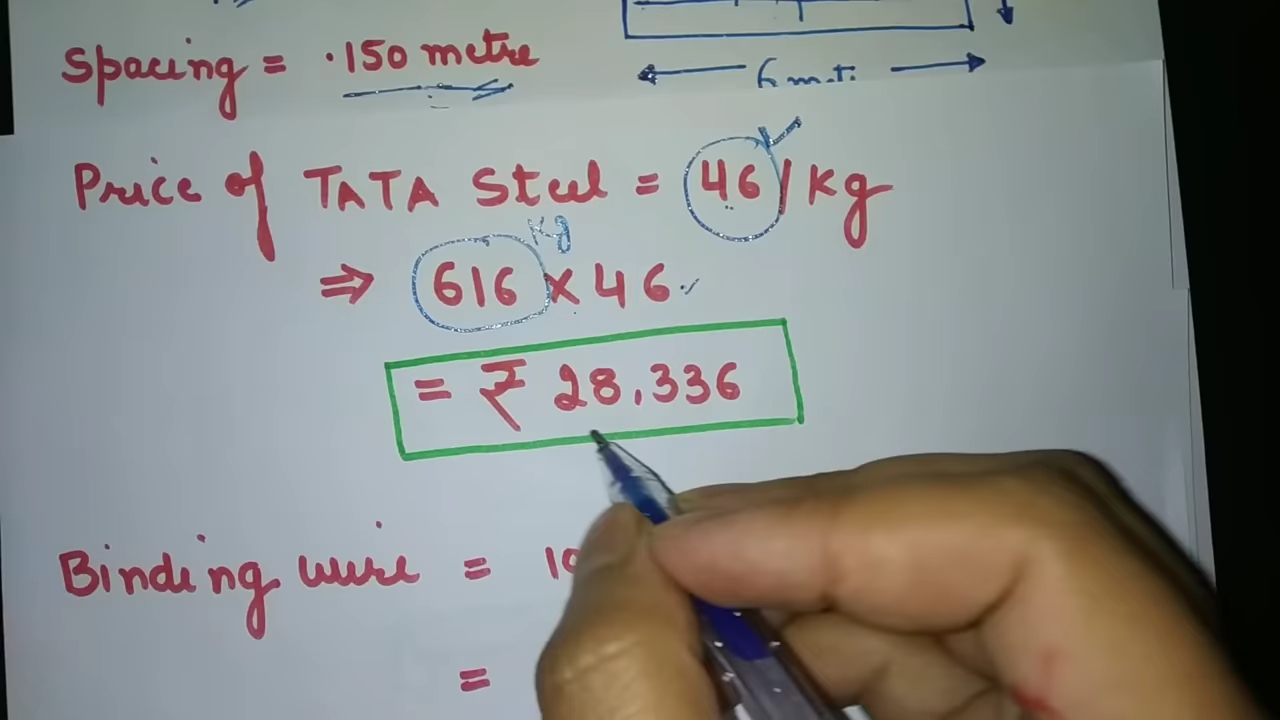 Spacing = .150 metre
6 mt.
Price of TATA Steel = 46/Kg
Kg
⇒ 616 × 46
= ₹ 28,336
Binding wire = 10
=